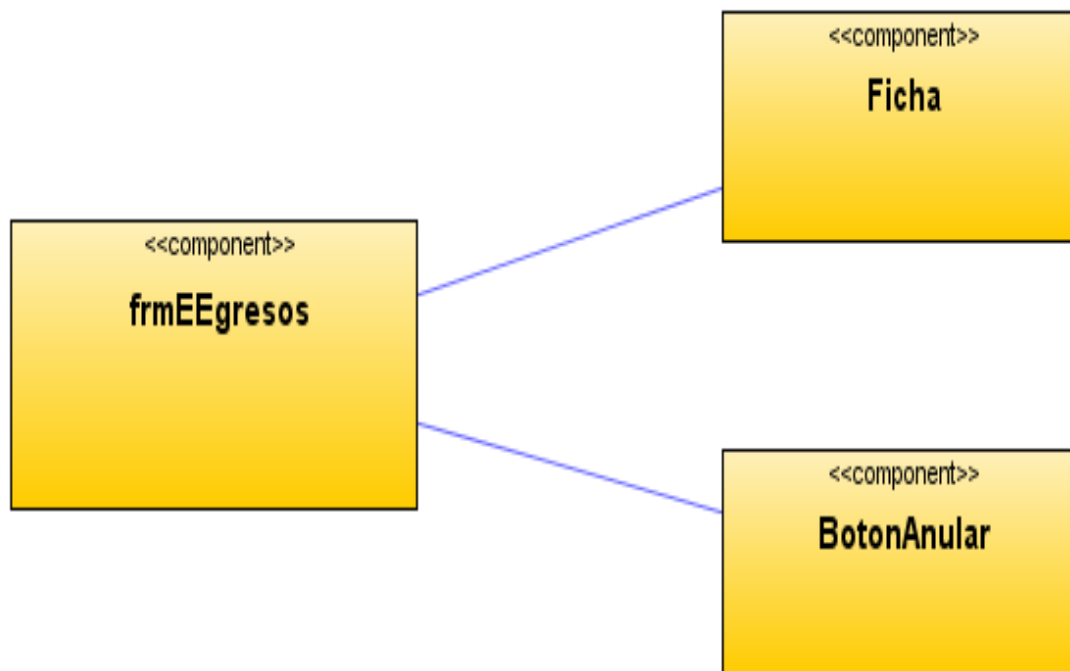 <<component>>
Ficha
<<component>>
frmEEgresos
<<component>>
BotonAnular